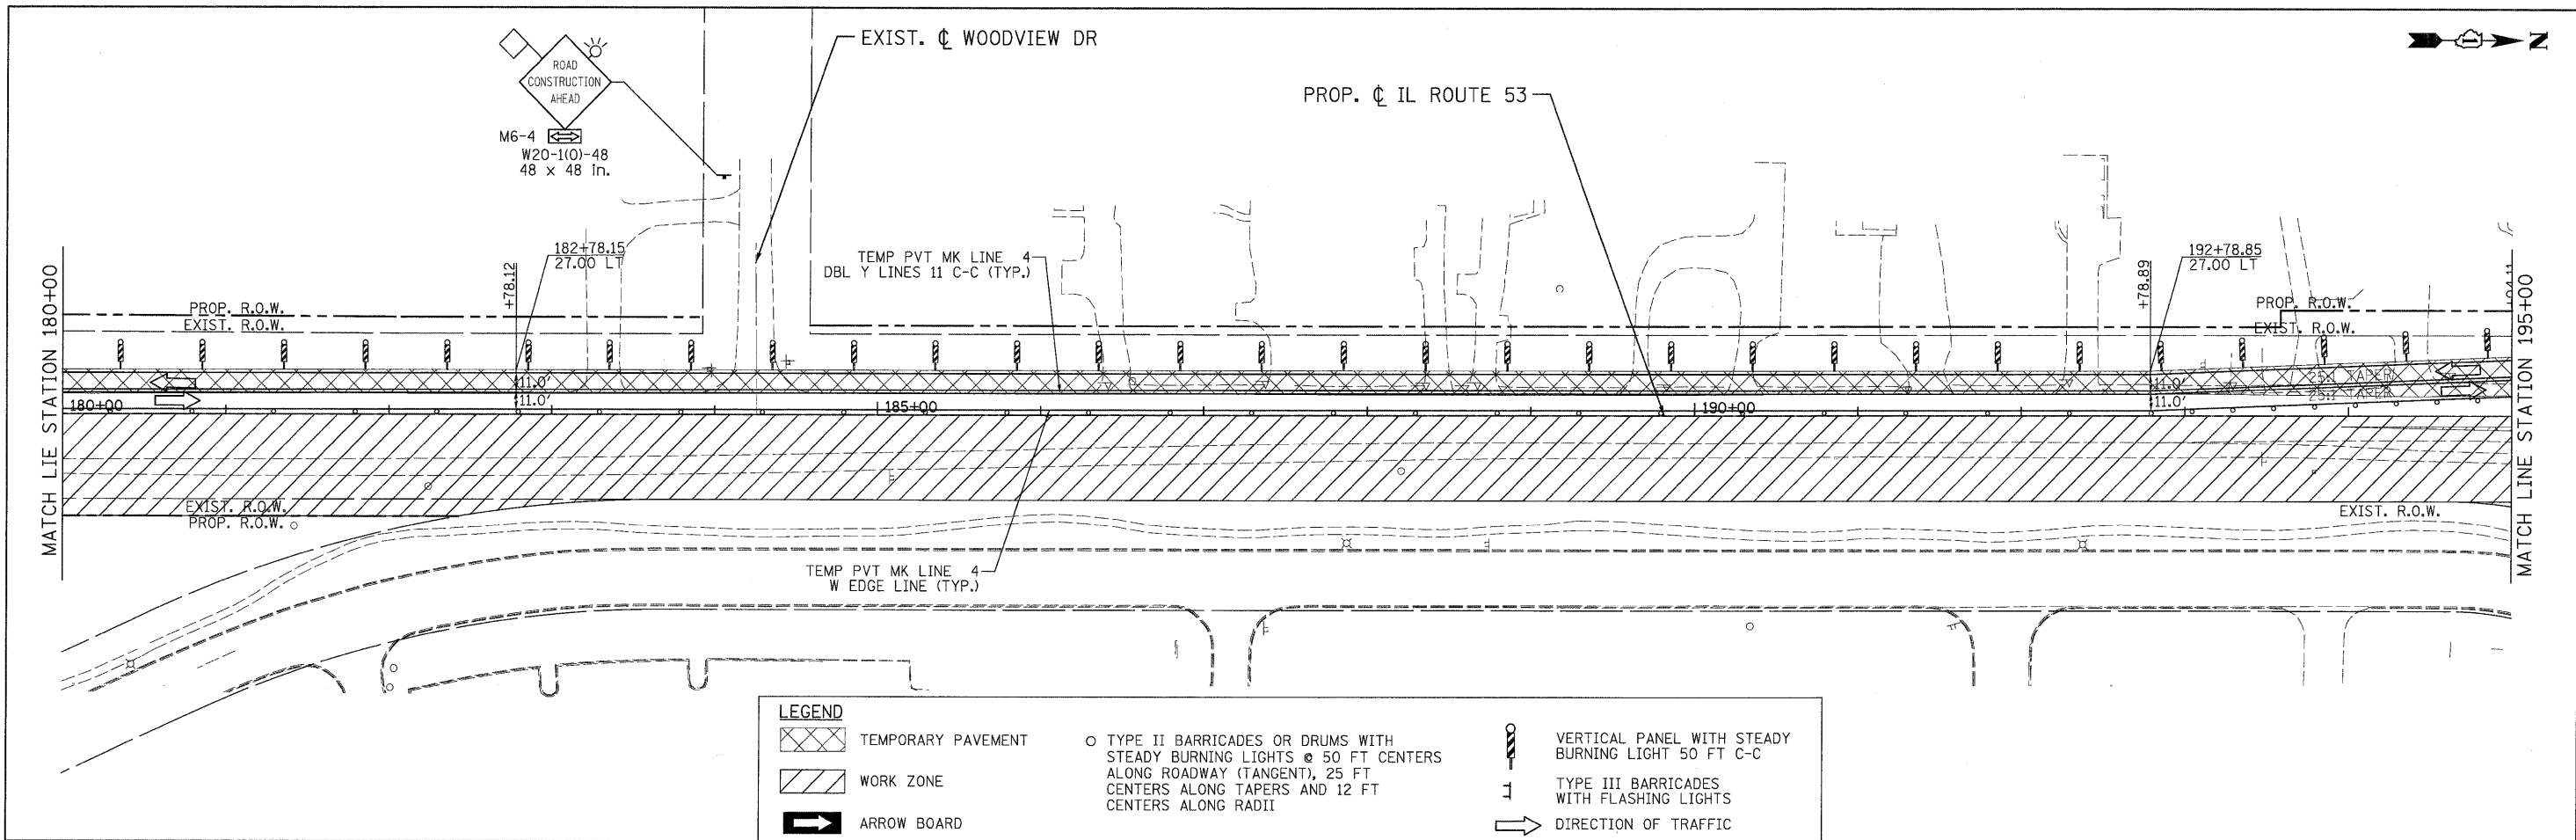 EXIST. ℄ WOODVIEW DR
N
ROAD
CONSTRUCTION
AHEAD
M6-4
W20-1(O)-48
48 x 48 in.
PROP. ℄ IL ROUTE 53
MATCH LIE STATION 180+00
PROP. R.O.W.
EXIST. R.O.W.
+78.12
182+78.15
27.00 LT
TEMP PVT MK LINE 4
DBL Y LINES 11 C-C (TYP.)
+78.89
192+78.85
27.00 LT
PROP. R.O.W.
EXIST. R.O.W.
MATCH LINE STATION 195+00
11.0'
11.0'
11.0'
11.0'
25:1 TAPER
25:1 TAPER
180+00
185+00
190+00
EXIST. R.O.W.
PROP. R.O.W.
EXIST. R.O.W.
TEMP PVT MK LINE 4
W EDGE LINE (TYP.)
LEGEND
TEMPORARY PAVEMENT
WORK ZONE
ARROW BOARD
TYPE II BARRICADES OR DRUMS WITH
STEADY BURNING LIGHTS @ 50 FT CENTERS
ALONG ROADWAY (TANGENT), 25 FT
CENTERS ALONG TAPERS AND 12 FT
CENTERS ALONG RADII
VERTICAL PANEL WITH STEADY
BURNING LIGHT 50 FT C-C
TYPE III BARRICADES
WITH FLASHING LIGHTS
DIRECTION OF TRAFFIC